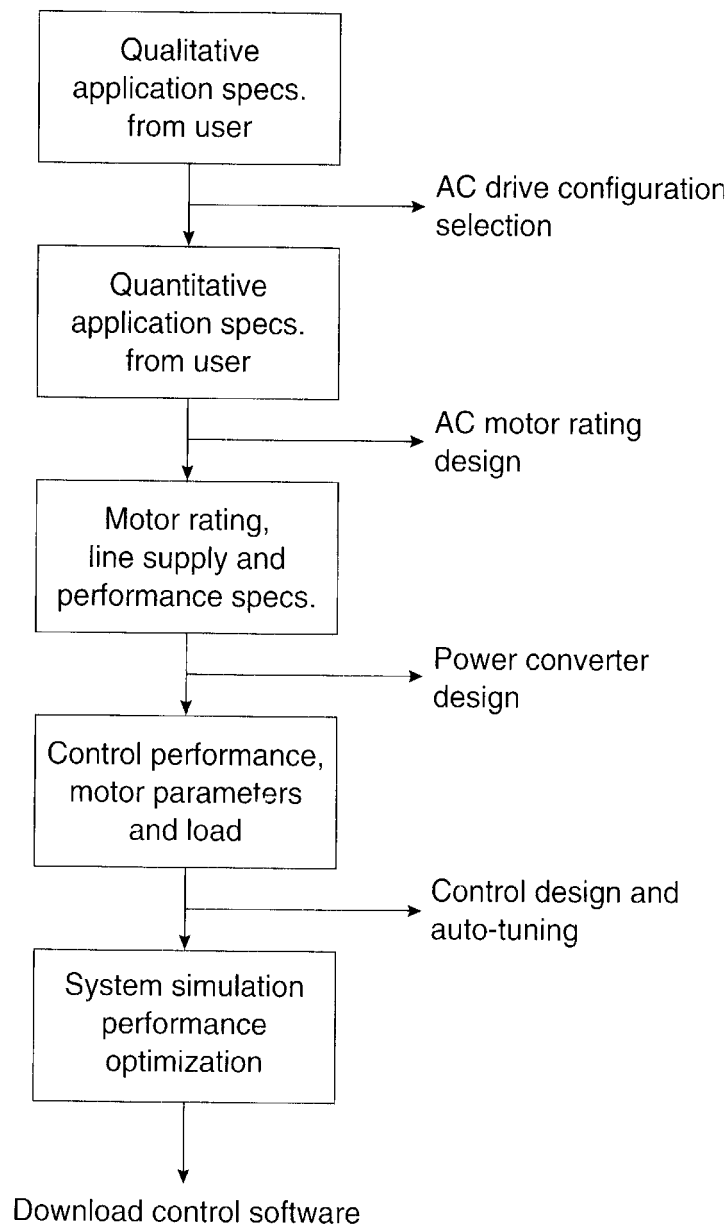 Qualitative
application specs.
from user
AC drive configuration
selection
Quantitative
application specs.
from user
AC motor rating
design
Motor rating,
line supply and
performance specs.
Power converter
design
Control performance,
motor parameters
and load
Control design and
auto-tuning
System simulation
performance
optimization
Download control software